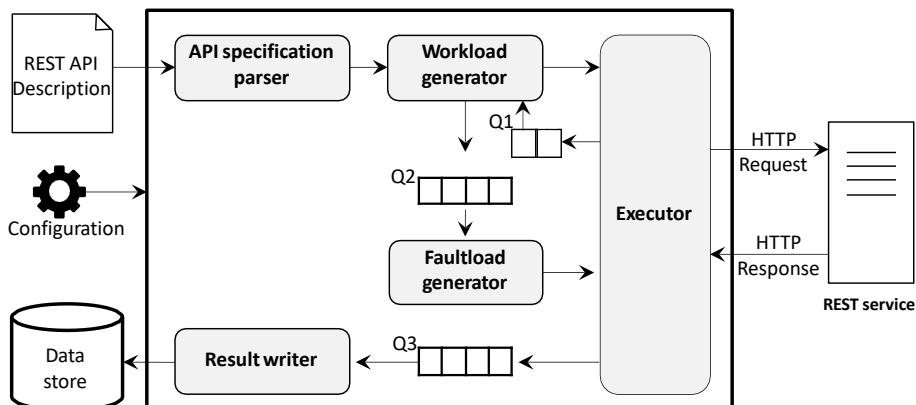 REST API
Description
API specification
parser
Workload
generator
Q1
HTTP
Request
Q2
Configuration
Executor
Faultload
generator
HTTP
Response
REST service
Q3
Result writer
Data
store